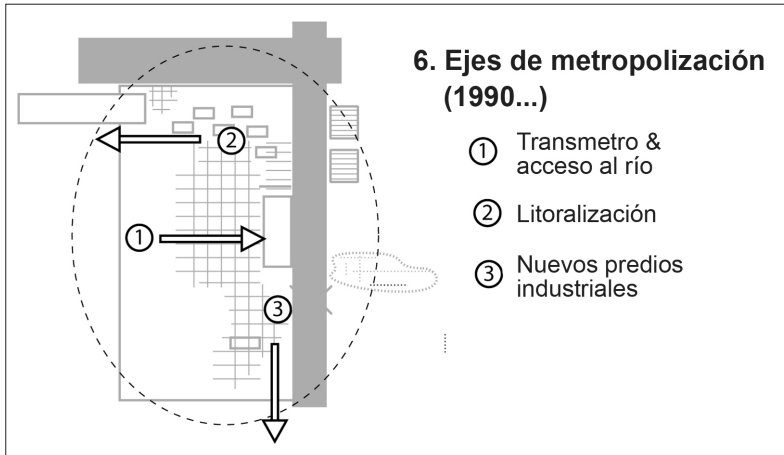 6. Ejes de metropolización
(1990...)
1 Transmetro &
acceso al río
2 Litoralización
3 Nuevos predios
industriales
2
1
3